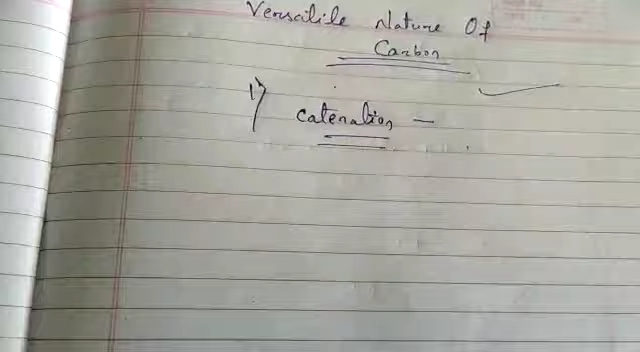 Versatile Nature Of
Carbon
1)
Catenation —